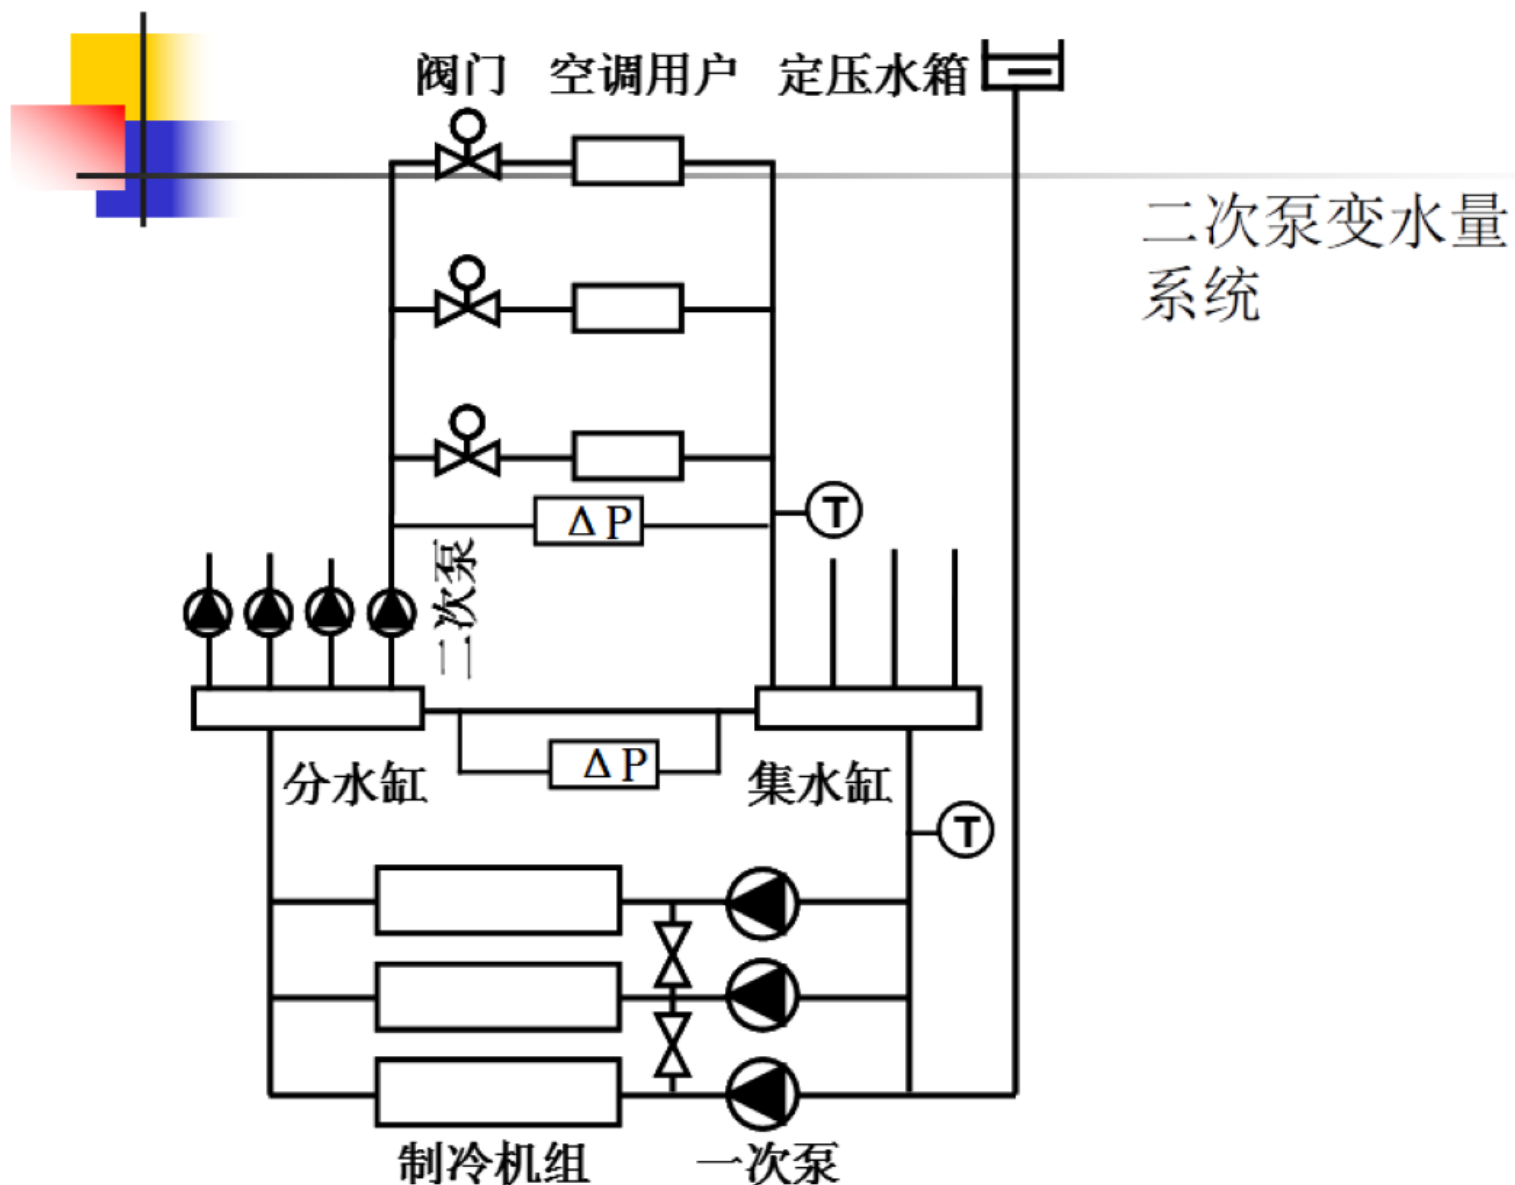 阀门 空调用户 定压水箱
二次泵变水量
系统
ΔP
T
二次泵
分水缸
ΔP
集水缸
T
制冷机组
一次泵